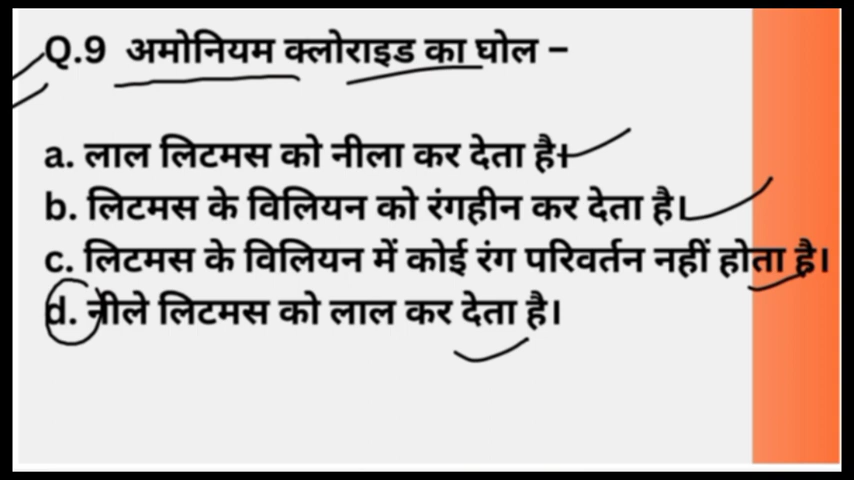 Q.9 अमोनियम क्लोराइड का घोल –
a. लाल लिटमस को नीला कर देता है।
b. लिटमस के विलियन को रंगहीन कर देता है।
c. लिटमस के विलियन में कोई रंग परिवर्तन नहीं होता है।
d. नीले लिटमस को लाल कर देता है।